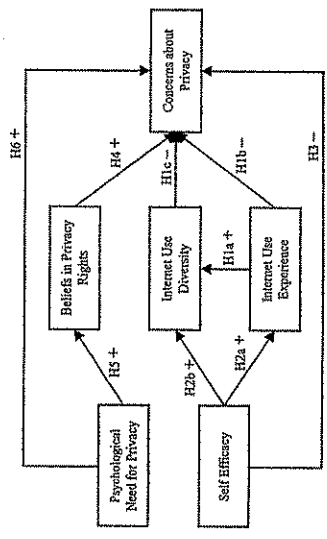 H6 +
Psychological
Need for Privacy
H5 +
Beliefs in Privacy
Rights
H4 +
Concerns about
Privacy
H1c –
Internet Use
Diversity
H2b +
H1a +
H1b –
Self Efficacy
H2a +
Internet Use
Experience
H3 –